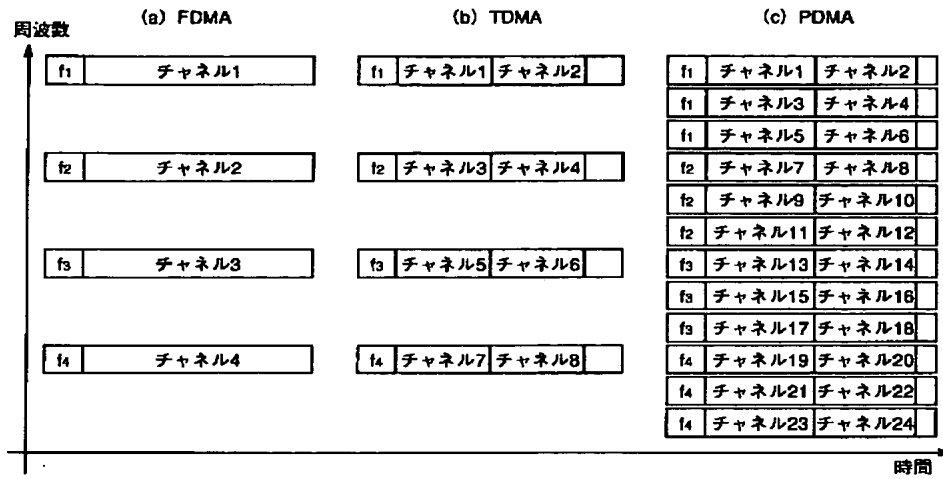 (a) FDMA (b) TDMA (c) PDMA
周波数
f1 チャネル1 f1 チャネル1 チャネル2 f1 チャネル1 チャネル2
f1 チャネル3 チャネル4
f1 チャネル5 チャネル6
f2 チャネル2 f2 チャネル3 チャネル4 f2 チャネル7 チャネル8
f2 チャネル9 チャネル10
f2 チャネル11 チャネル12
f3 チャネル3 f3 チャネル5 チャネル6 f3 チャネル13 チャネル14
f3 チャネル15 チャネル16
f3 チャネル17 チャネル18
f4 チャネル4 f4 チャネル7 チャネル8 f4 チャネル19 チャネル20
f4 チャネル21 チャネル22
f4 チャネル23 チャネル24
時間